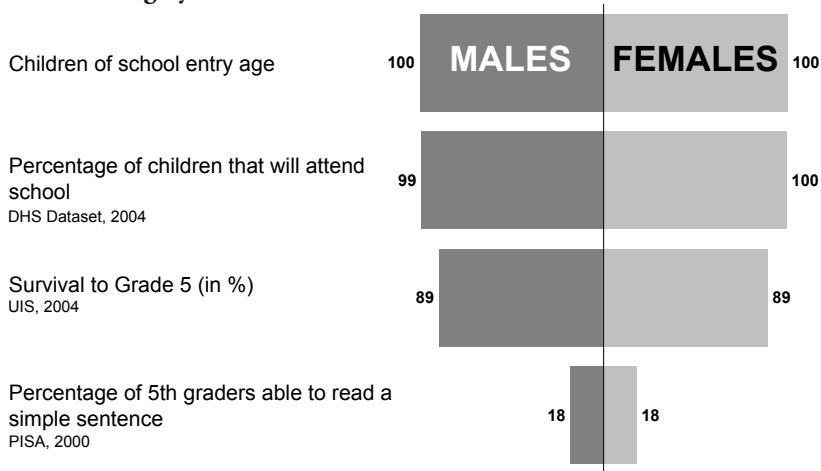 Children of school entry age
100
MALES
FEMALES
100
Percentage of children that will attend
school
DHS Dataset, 2004
99
100
Survival to Grade 5 (in %)
UIS, 2004
89
89
Percentage of 5th graders able to read a
simple sentence
PISA, 2000
18
18